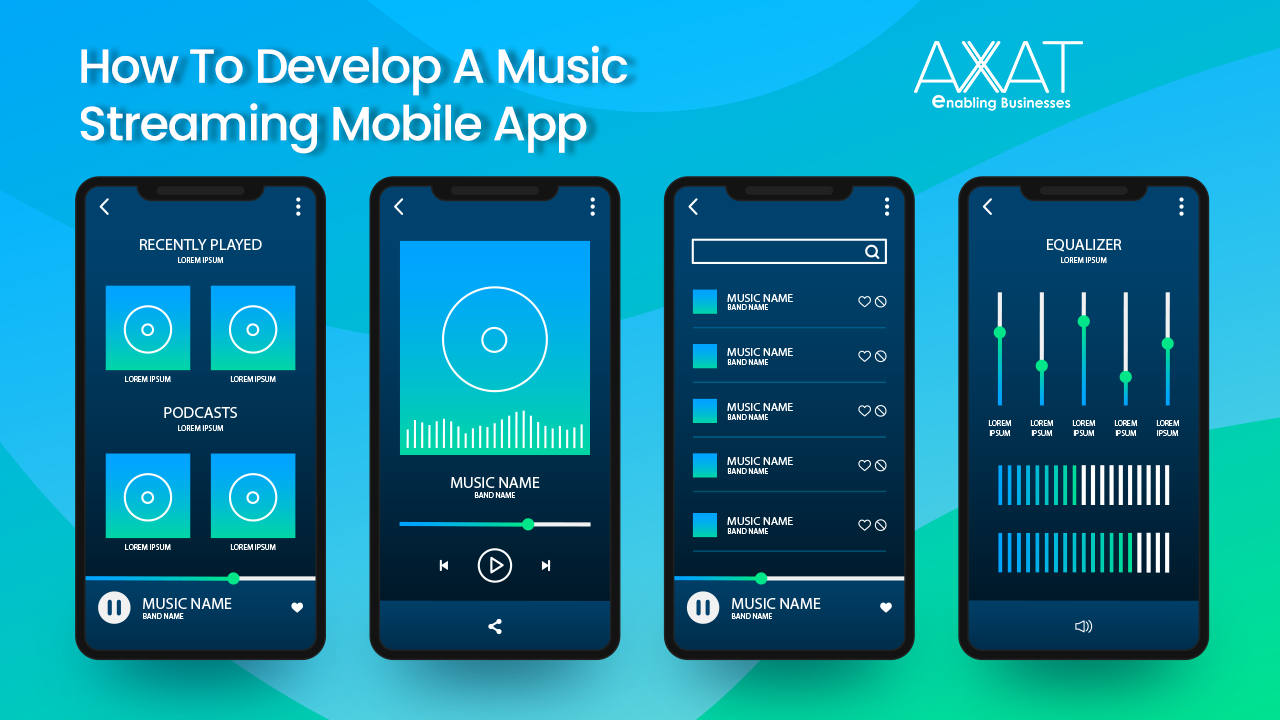 How To Develop A Music
Streaming Mobile App
AXAT
enabling Businesses
RECENTLY PLAYED
LOREM IPSUM
LOREM IPSUM
LOREM IPSUM
PODCASTS
LOREM IPSUM
LOREM IPSUM
LOREM IPSUM
MUSIC NAME
BAND NAME
MUSIC NAME
BAND NAME
MUSIC NAME
BAND NAME
MUSIC NAME
BAND NAME
MUSIC NAME
BAND NAME
MUSIC NAME
BAND NAME
MUSIC NAME
BAND NAME
MUSIC NAME
BAND NAME
EQUALIZER
LOREM IPSUM
LOREM
IPSUM
LOREM
IPSUM
LOREM
IPSUM
LOREM
IPSUM
LOREM
IPSUM